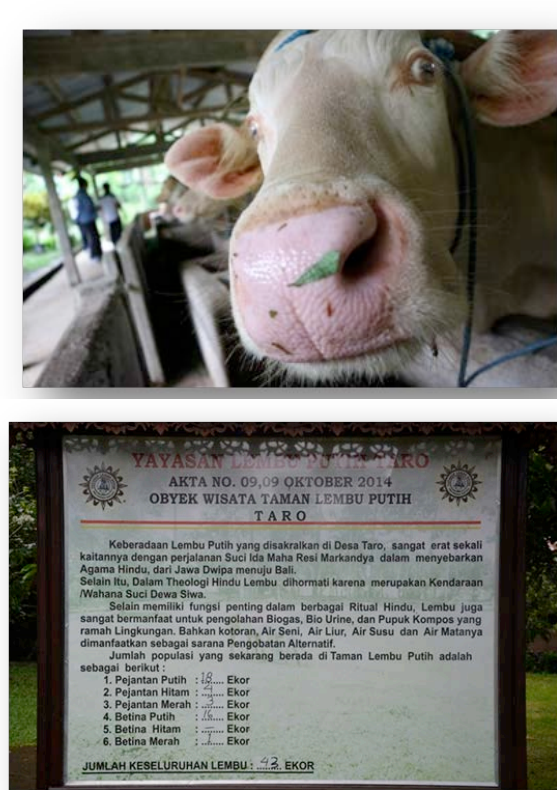 YAYASAN LEMBU PUTIH TARO
AKTA NO. 09,09 OKTOBER 2014
OBYEK WISATA TAMAN LEMBU PUTIH
TARO
Keberadaan Lembu Putih yang disakralkan di Desa Taro, sangat erat sekali
kaitannya dengan perjalanan Suci Ida Maha Resi Markandya dalam menyebarkan
Agama Hindu, dari Jawa Dwipa menuju Bali.
Selain Itu, Dalam Theologi Hindu Lembu dihormati karena merupakan Kendaraan
/Wahana Suci Dewa Siwa.
Selain memiliki fungsi penting dalam berbagai Ritual Hindu, Lembu juga
sangat bermanfaat untuk pengolahan Biogas, Bio Urine, dan Pupuk Kompos yang
ramah Lingkungan. Bahkan kotoran, Air Seni, Air Liur, Air Susu dan Air Matanya
dimanfaatkan sebagai sarana Pengobatan Alternatif.
Jumlah populasi yang sekarang berada di Taman Lembu Putih adalah
sebagai berikut :
1. Pejantan Putih : 18 Ekor
2. Pejantan Hitam : Ekor
3. Pejantan Merah : Ekor
4. Betina Putih : 16 Ekor
5. Betina Hitam : Ekor
6. Betina Merah : Ekor
JUMLAH KESELURUHAN LEMBU : 43 EKOR